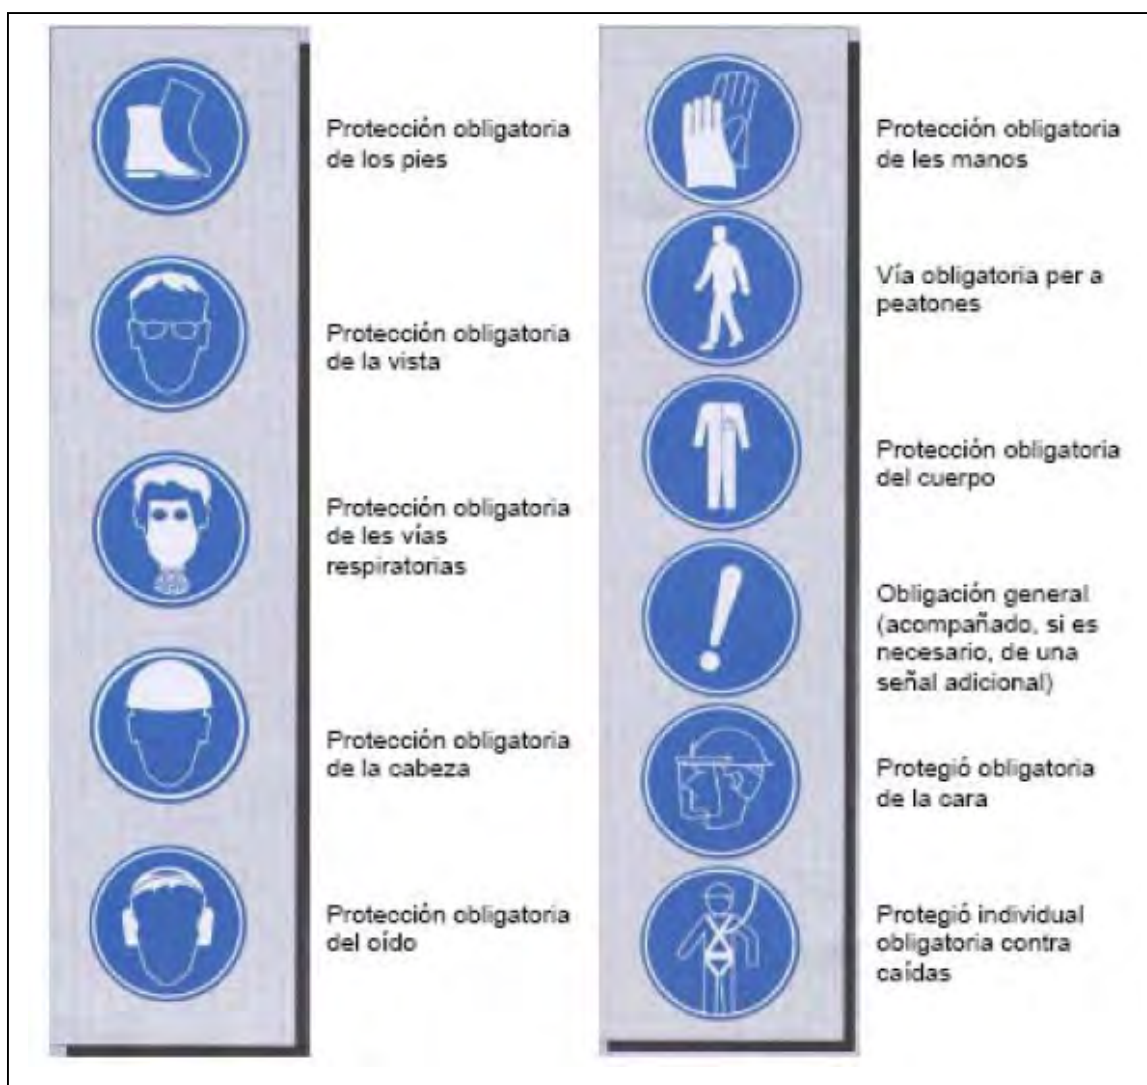 Protección obligatoria
de los pies
Protección obligatoria
de la vista
Protección obligatoria
de les vías
respiratorias
Protección obligatoria
de la cabeza
Protección obligatoria
del oído
Protección obligatoria
de les manos
Vía obligatoria per a
peatones
Protección obligatoria
del cuerpo
Obligación general
(acompañado, si es
necesario, de una
señal adicional)
Protegió obligatoria
de la cara
Protegió individual
obligatoria contra
caídas